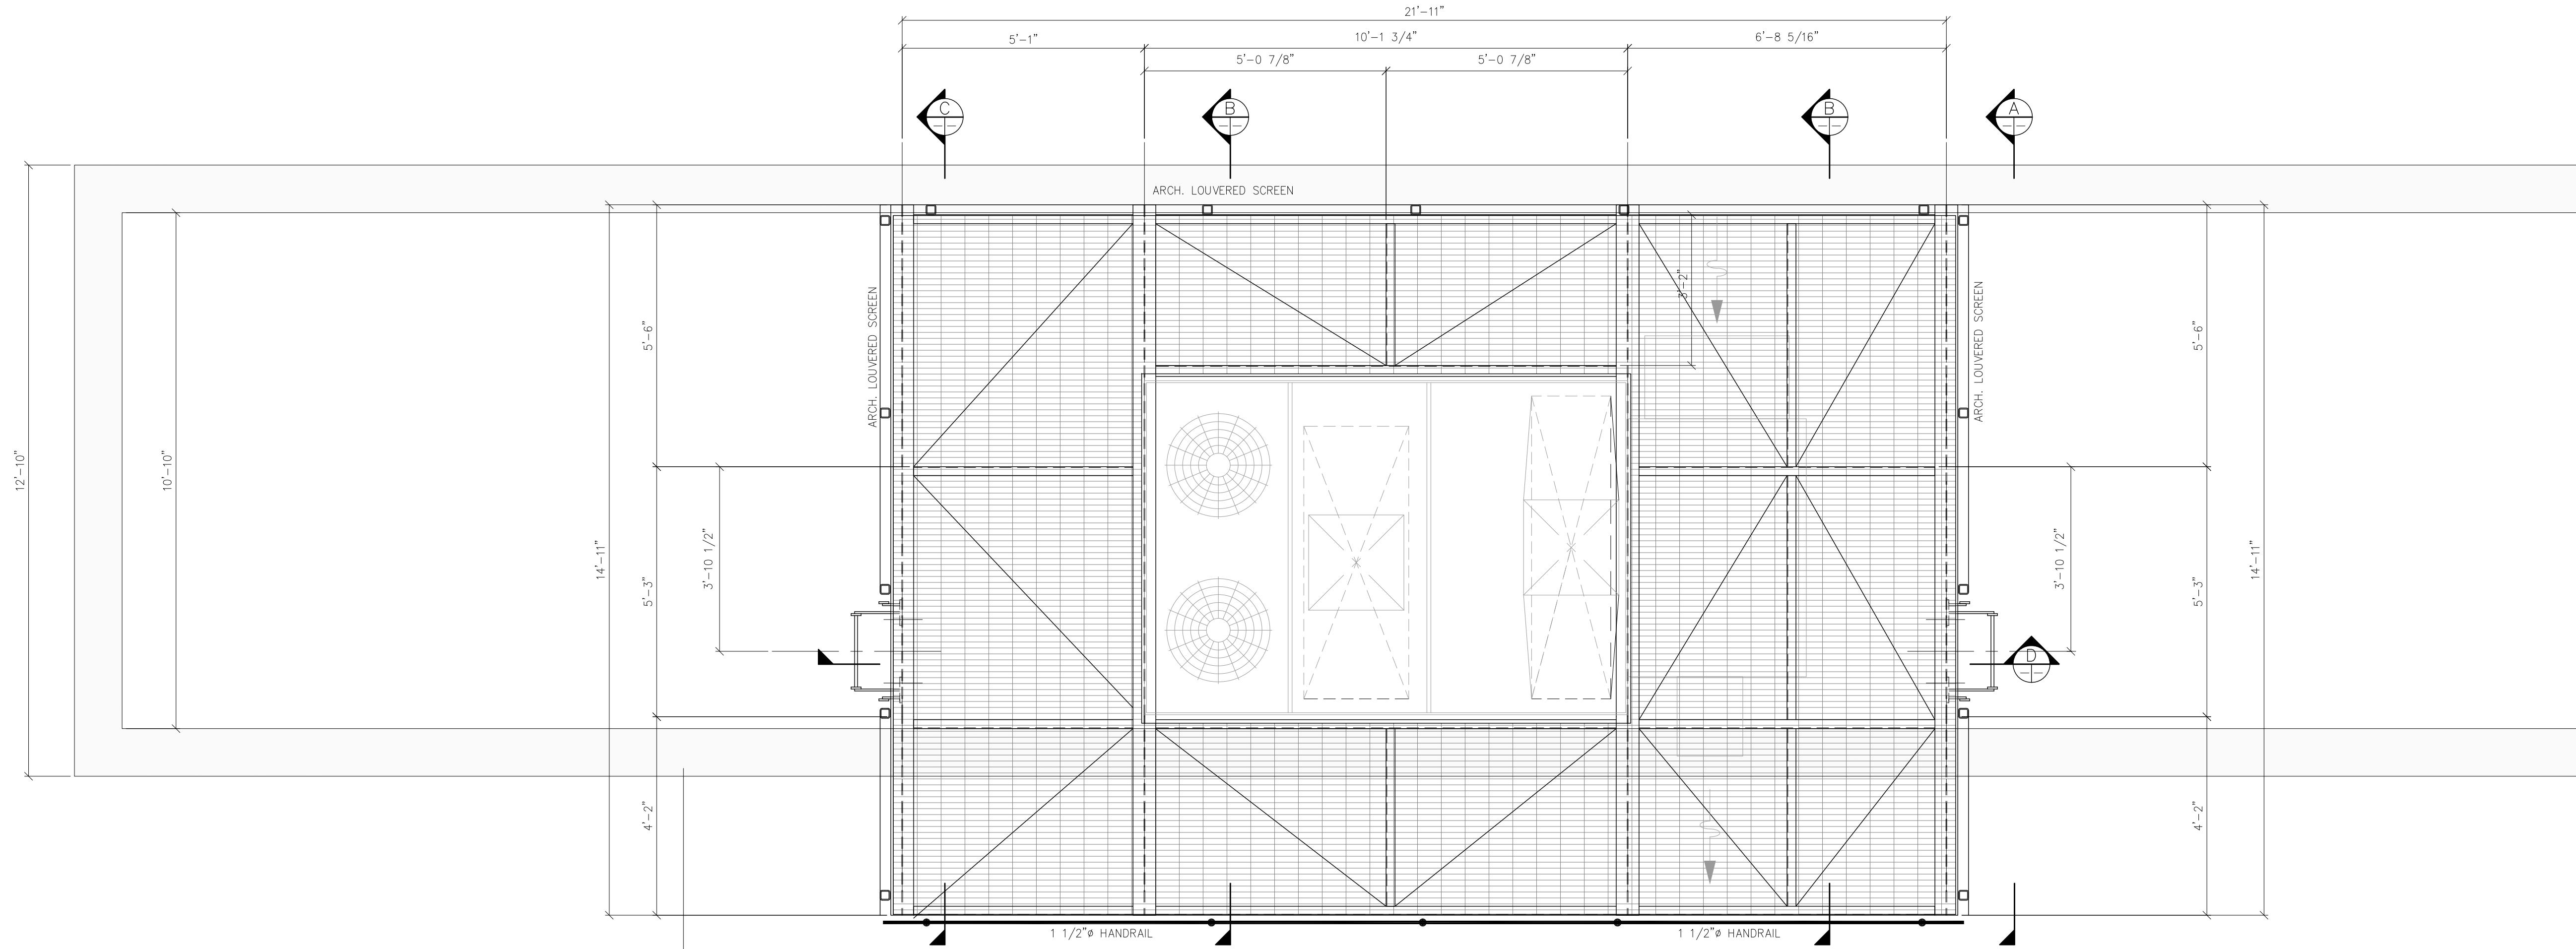 21'-11"
5'-1"
10'-1 3/4"
6'-8 5/16"
5'-0 7/8"
5'-0 7/8"
C
B
B
A
ARCH. LOUVERED SCREEN
ARCH. LOUVERED SCREEN
ARCH. LOUVERED SCREEN
3'-2"
12'-10"
10'-10"
14'-11"
5'-6"
5'-3"
4'-2"
3'-10 1/2"
3'-10 1/2"
5'-6"
5'-3"
4'-2"
14'-11"
D
1 1/2"ø HANDRAIL
1 1/2"ø HANDRAIL